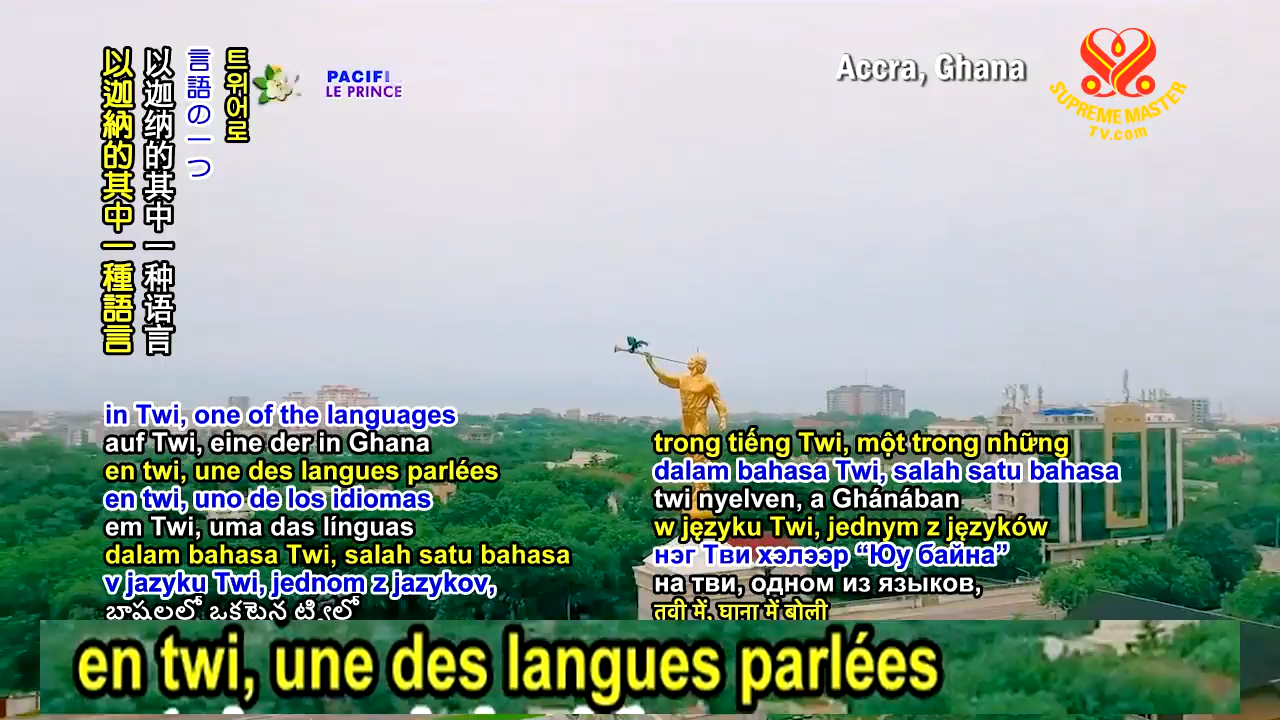 以迦納的其中一種語言
以迦纳的其中一种语言
言語の一つ
트위어로
PACIFI
LE PRINCE
Accra, Ghana
SUPREME MASTER
TV.com
in Twi, one of the languages
auf Twi, eine der in Ghana
en twi, une des langues parlées
en twi, uno de los idiomas
em Twi, uma das línguas
dalam bahasa Twi, salah satu bahasa
v jazyku Twi, jednom z jazykov,
భాషలలో ఒకటైన ట్విలో
trong tiếng Twi, một trong những
dalam bahasa Twi, salah satu bahasa
twi nyelven, a Ghánában
w języku Twi, jednym z języków
нэг Тви хэлээр “Юу байна”
на тви, одном из языков,
त्वी में, घाना में बोली
en twi, une des langues parlées